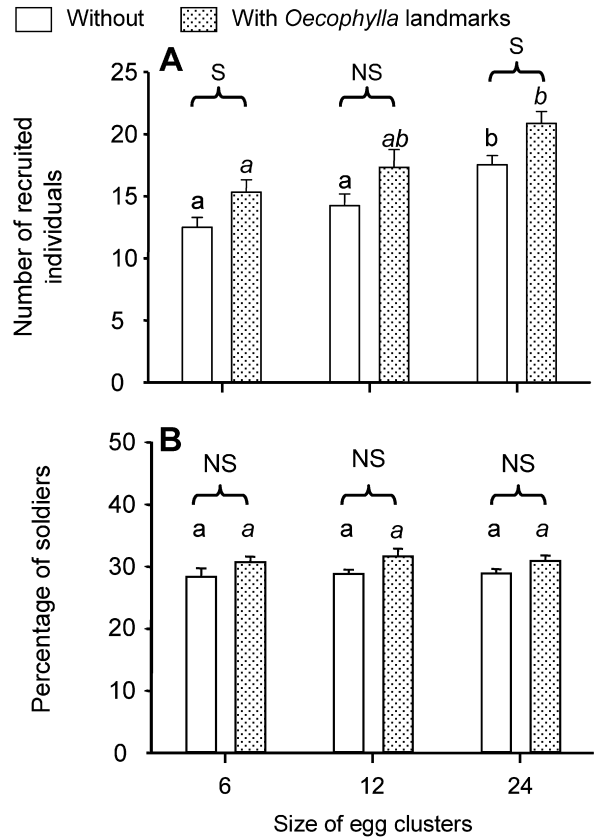 Without
With Oecophylla landmarks
A
Number of recruited
individuals
25
20
15
10
5
0
S
NS
S
a
a
a
ab
b
b
B
Percentage of soldiers
50
40
30
20
10
0
NS
NS
NS
a
a
a
a
a
a
6
12
24
Size of egg clusters